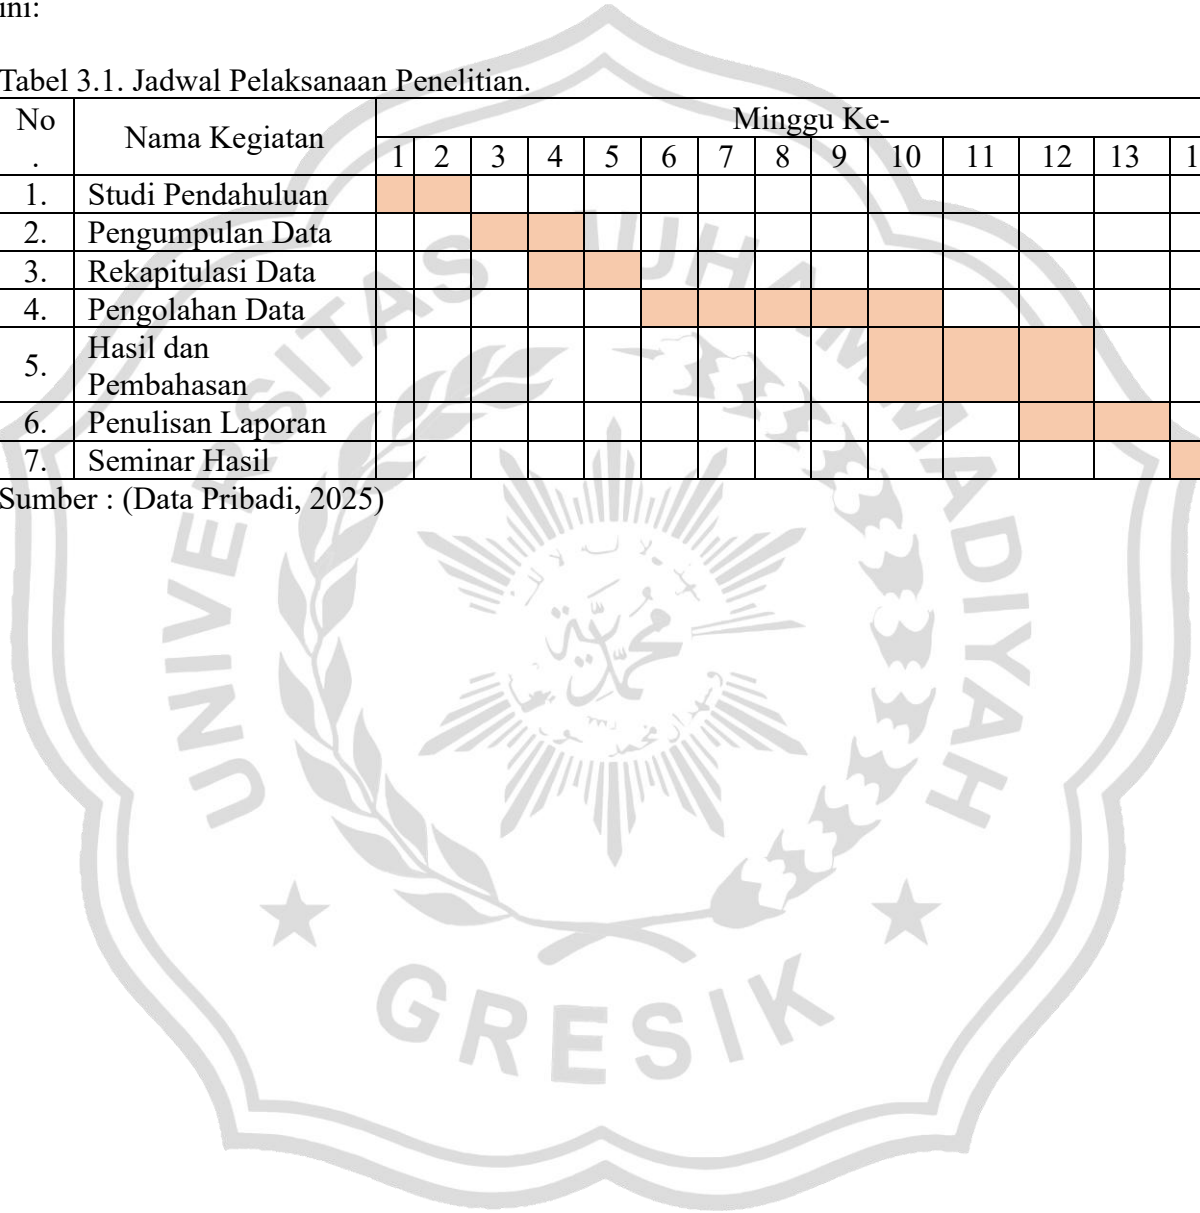 ini:
Tabel 3.1. Jadwal Pelaksanaan Penelitian.
No. Nama Kegiatan Minggu Ke-
1 2 3 4 5 6 7 8 9 10 11 12 13 1
1. Studi Pendahuluan
2. Pengumpulan Data
3. Rekapitulasi Data
4. Pengolahan Data
5. Hasil dan
Pembahasan
6. Penulisan Laporan
7. Seminar Hasil
Sumber : (Data Pribadi, 2025)
UNIVERSITAS MUHAMMADIYAH
GRESIK